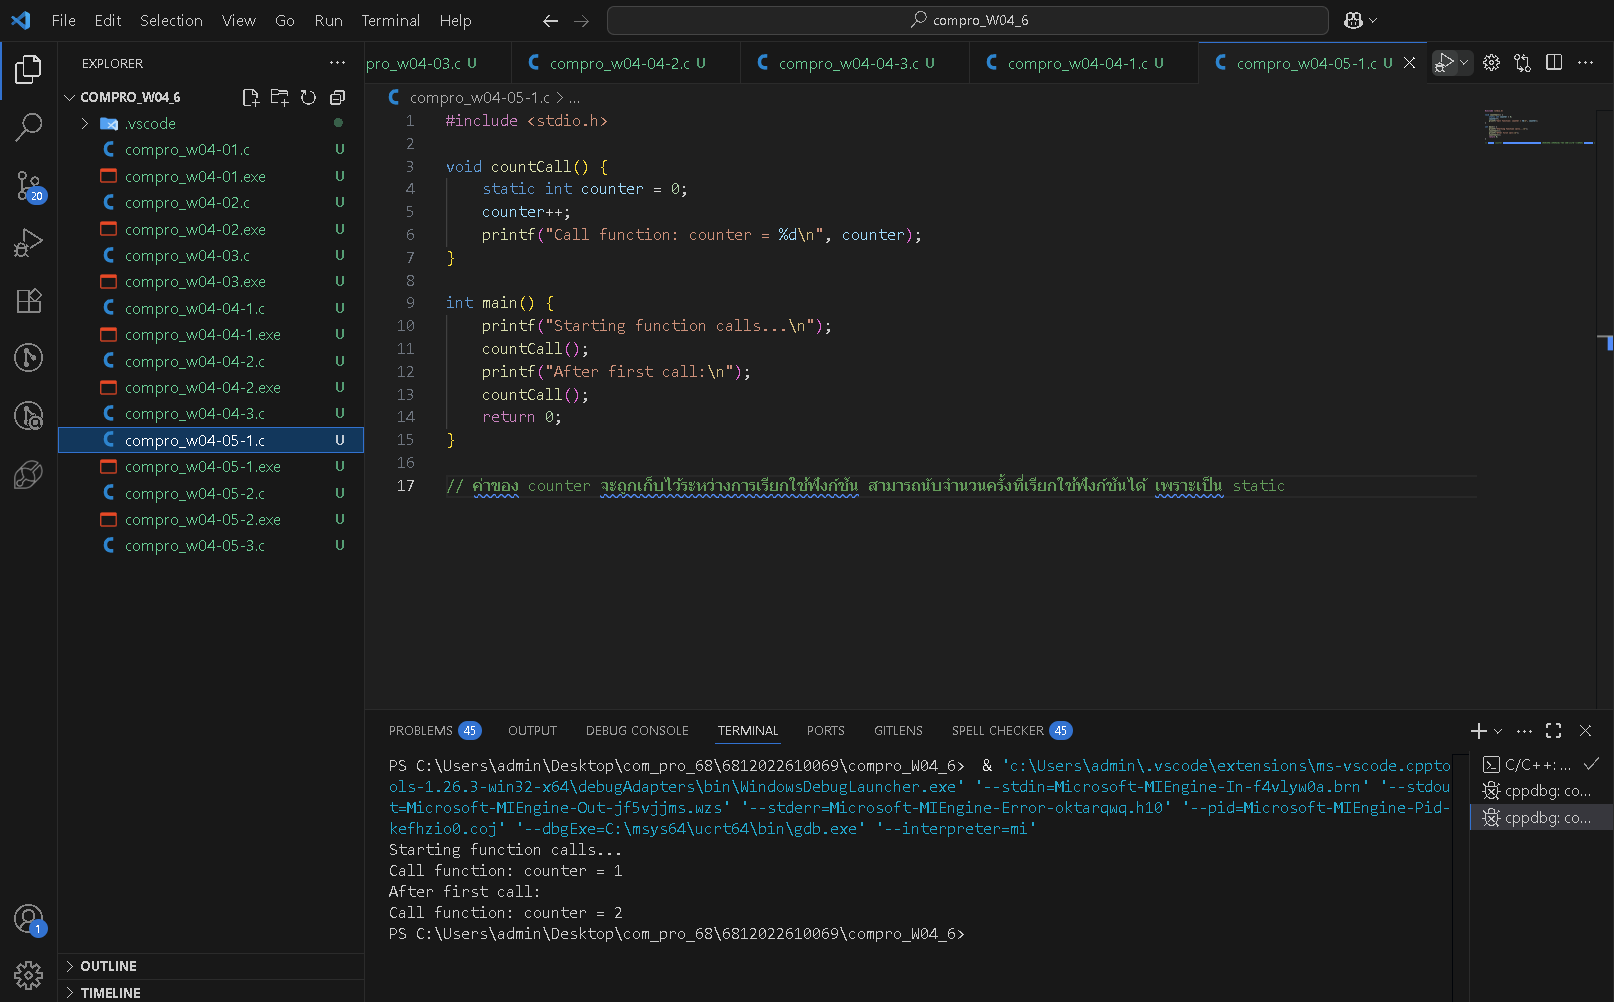 File Edit Selection View Go Run Terminal Help
compro_W04_6
EXPLORER
COMPRO_W04_6
.vscode
compro_w04-01.c U
compro_w04-01.exe U
compro_w04-02.c U
compro_w04-02.exe U
compro_w04-03.c U
compro_w04-03.exe U
compro_w04-04-1.c U
compro_w04-04-1.exe U
compro_w04-04-2.c U
compro_w04-04-2.exe U
compro_w04-04-3.c U
compro_w04-05-1.c U
compro_w04-05-1.exe U
compro_w04-05-2.c U
compro_w04-05-2.exe U
compro_w04-05-3.c U
20
1
OUTLINE
TIMELINE
pro_w04-03.c U
compro_w04-04-2.c U
compro_w04-04-3.c U
compro_w04-04-1.c U
compro_w04-05-1.c U
compro_w04-05-1.c > ...
1 #include <stdio.h>
2
3 void countCall() {
4 static int counter = 0;
5 counter++;
6 printf("Call function: counter = %d\n", counter);
7 }
8
9 int main() {
10 printf("Starting function calls...\n");
11 countCall();
12 printf("After first call:\n");
13 countCall();
14 return 0;
15 }
16
17 // ค่าของ counter จะถูกเก็บไว้ระหว่างการเรียกใช้ฟังก์ชัน สามารถนับจำนวนครั้งที่เรียกใช้ฟังก์ชันได้ เพราะเป็น static
PROBLEMS 45 OUTPUT DEBUG CONSOLE TERMINAL PORTS GITLENS SPELL CHECKER 45
PS C:\Users\admin\Desktop\com_pro_68\6812022610069\compro_W04_6> & 'c:\Users\admin\.vscode\extensions\ms-vscode.cppto
ols-1.26.3-win32-x64\debugAdapters\bin\WindowsDebugLauncher.exe' '--stdin=Microsoft-MIEngine-In-f4vlyw0a.brn' '--stdou
t=Microsoft-MIEngine-Out-jf5vjjms.wzs' '--stderr=Microsoft-MIEngine-Error-oktarqwq.h10' '--pid=Microsoft-MIEngine-Pid-
kefhzio0.coj' '--dbgExe=C:\msys64\ucrt64\bin\gdb.exe' '--interpreter=mi'
Starting function calls...
Call function: counter = 1
After first call:
Call function: counter = 2
PS C:\Users\admin\Desktop\com_pro_68\6812022610069\compro_W04_6>
C/C++: ...
cppdbg: co...
cppdbg: co...